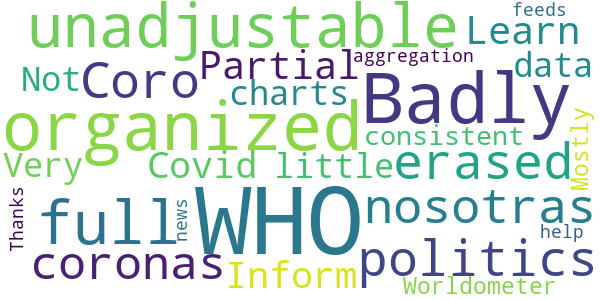 feeds
unadjustable Learn
Not Coro Partial aggregation data
charts Badly
organized consistent Mostly
Very Covid little erased
Thanks full news WHO nosotras
coronas politics help
Inform Worldometer